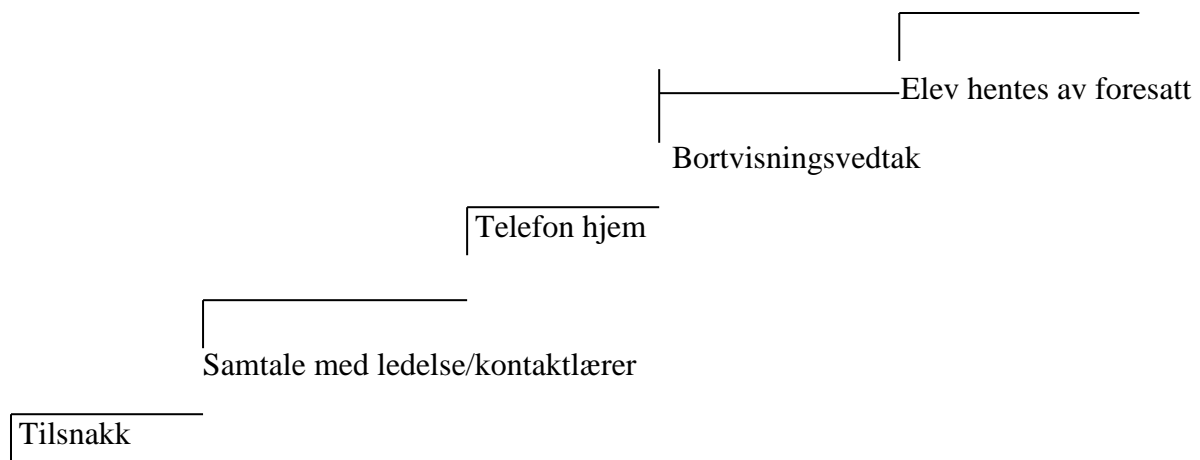 Elev hentes av foresatt
Bortvisningsvedtak
Telefon hjem
Samtale med ledelse/kontaktlærer
Tilsnakk